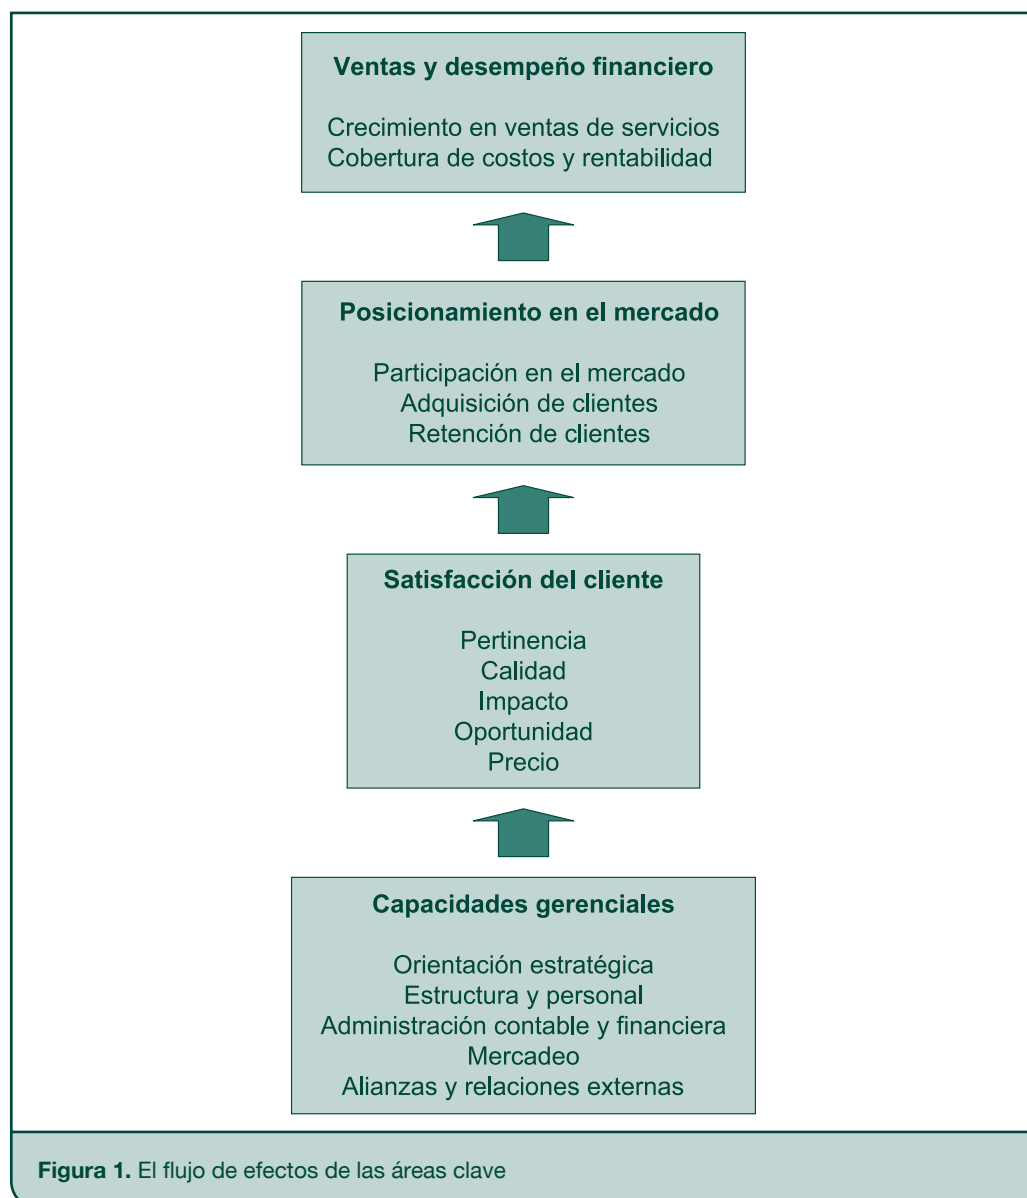 Ventas y desempeño financiero
Crecimiento en ventas de servicios
Cobertura de costos y rentabilidad
Posicionamiento en el mercado
Participación en el mercado
Adquisición de clientes
Retención de clientes
Satisfacción del cliente
Pertinencia
Calidad
Impacto
Oportunidad
Precio
Capacidades gerenciales
Orientación estratégica
Estructura y personal
Administración contable y financiera
Mercadeo
Alianzas y relaciones externas
Figura 1. El flujo de efectos de las áreas clave